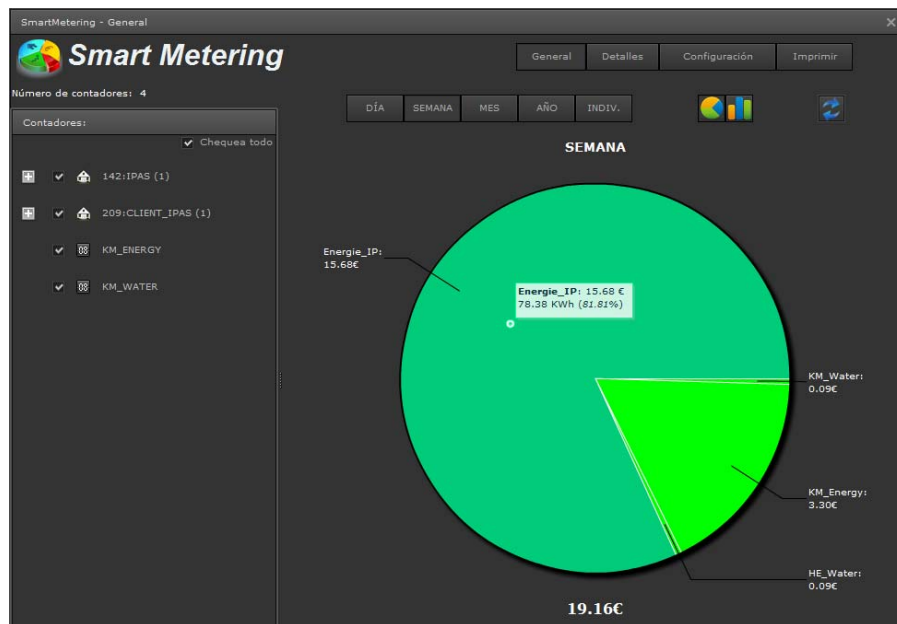 SmartMetering - General
Smart Metering
General
Detalles
Configuración
Imprimir
Número de contadores: 4
DÍA
SEMANA
MES
AÑO
INDIV.
Contadores:
Chequea todo
142:IPAS (1)
209:CLIENT_IPAS (1)
KM_ENERGY
KM_WATER
SEMANA
Energie_IP:
15.68€
Energie_IP: 15.68 €
78.38 KWh (81.81%)
KM_Water:
0.09€
KM_Energy:
3.30€
HE_Water:
0.09€
19.16€